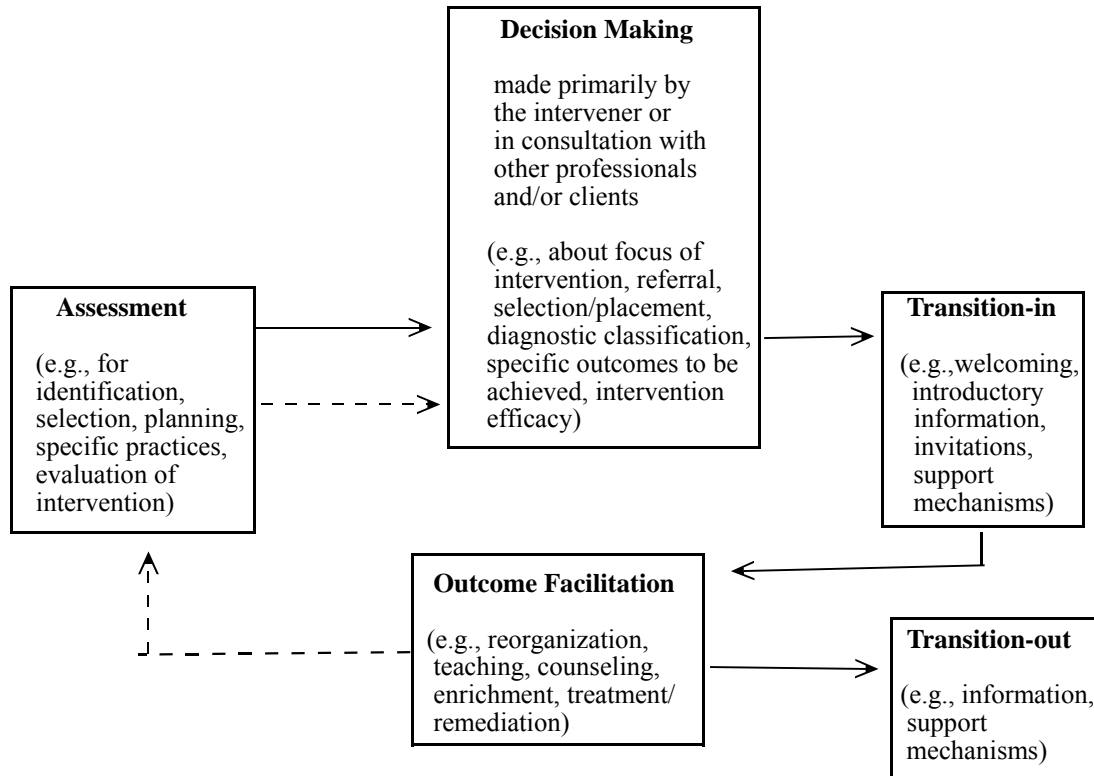 Decision Making
made primarily by
the intervener or
in consultation with
other professionals
and/or clients
(e.g., about focus of
intervention, referral,
selection/placement,
diagnostic classification,
specific outcomes to be
achieved, intervention
efficacy)
Assessment
(e.g., for
identification,
selection, planning,
specific practices,
evaluation of
intervention)
Transition-in
(e.g.,welcoming,
introductory
information,
invitations,
support
mechanisms)
Outcome Facilitation
(e.g., reorganization,
teaching, counseling,
enrichment, treatment/
remediation)
Transition-out
(e.g., information,
support
mechanisms)